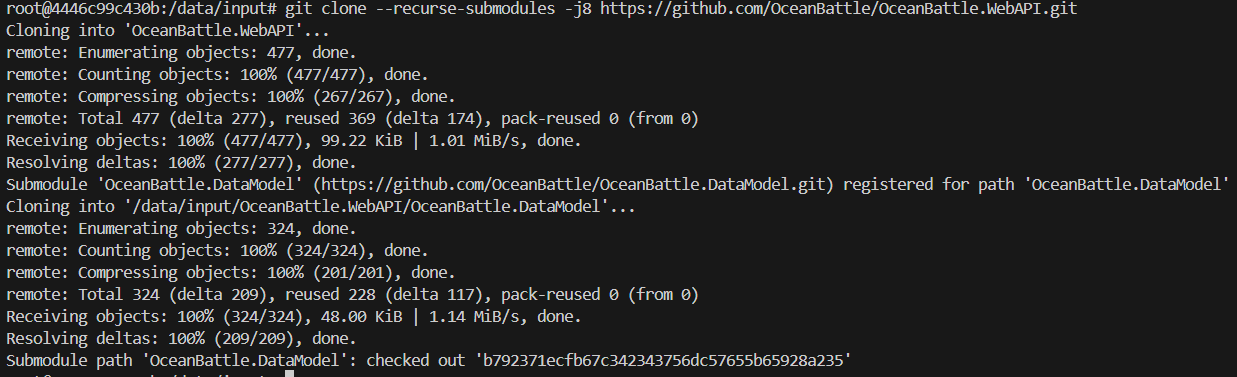 root@4446c99c430b:/data/input# git clone --recurse-submodules -j8 https://github.com/OceanBattle/OceanBattle.WebAPI.git
Cloning into 'OceanBattle.WebAPI'...
remote: Enumerating objects: 477, done.
remote: Counting objects: 100% (477/477), done.
remote: Compressing objects: 100% (267/267), done.
remote: Total 477 (delta 277), reused 369 (delta 174), pack-reused 0 (from 0)
Receiving objects: 100% (477/477), 99.22 KiB | 1.01 MiB/s, done.
Resolving deltas: 100% (277/277), done.
Submodule 'OceanBattle.DataModel' (https://github.com/OceanBattle/OceanBattle.DataModel.git) registered for path 'OceanBattle.DataModel'
Cloning into '/data/input/OceanBattle.WebAPI/OceanBattle.DataModel'...
remote: Enumerating objects: 324, done.
remote: Counting objects: 100% (324/324), done.
remote: Compressing objects: 100% (201/201), done.
remote: Total 324 (delta 209), reused 228 (delta 117), pack-reused 0 (from 0)
Receiving objects: 100% (324/324), 48.00 KiB | 1.14 MiB/s, done.
Resolving deltas: 100% (209/209), done.
Submodule path 'OceanBattle.DataModel': checked out 'b792371ecfb67c342343756dc57655b65928a235'